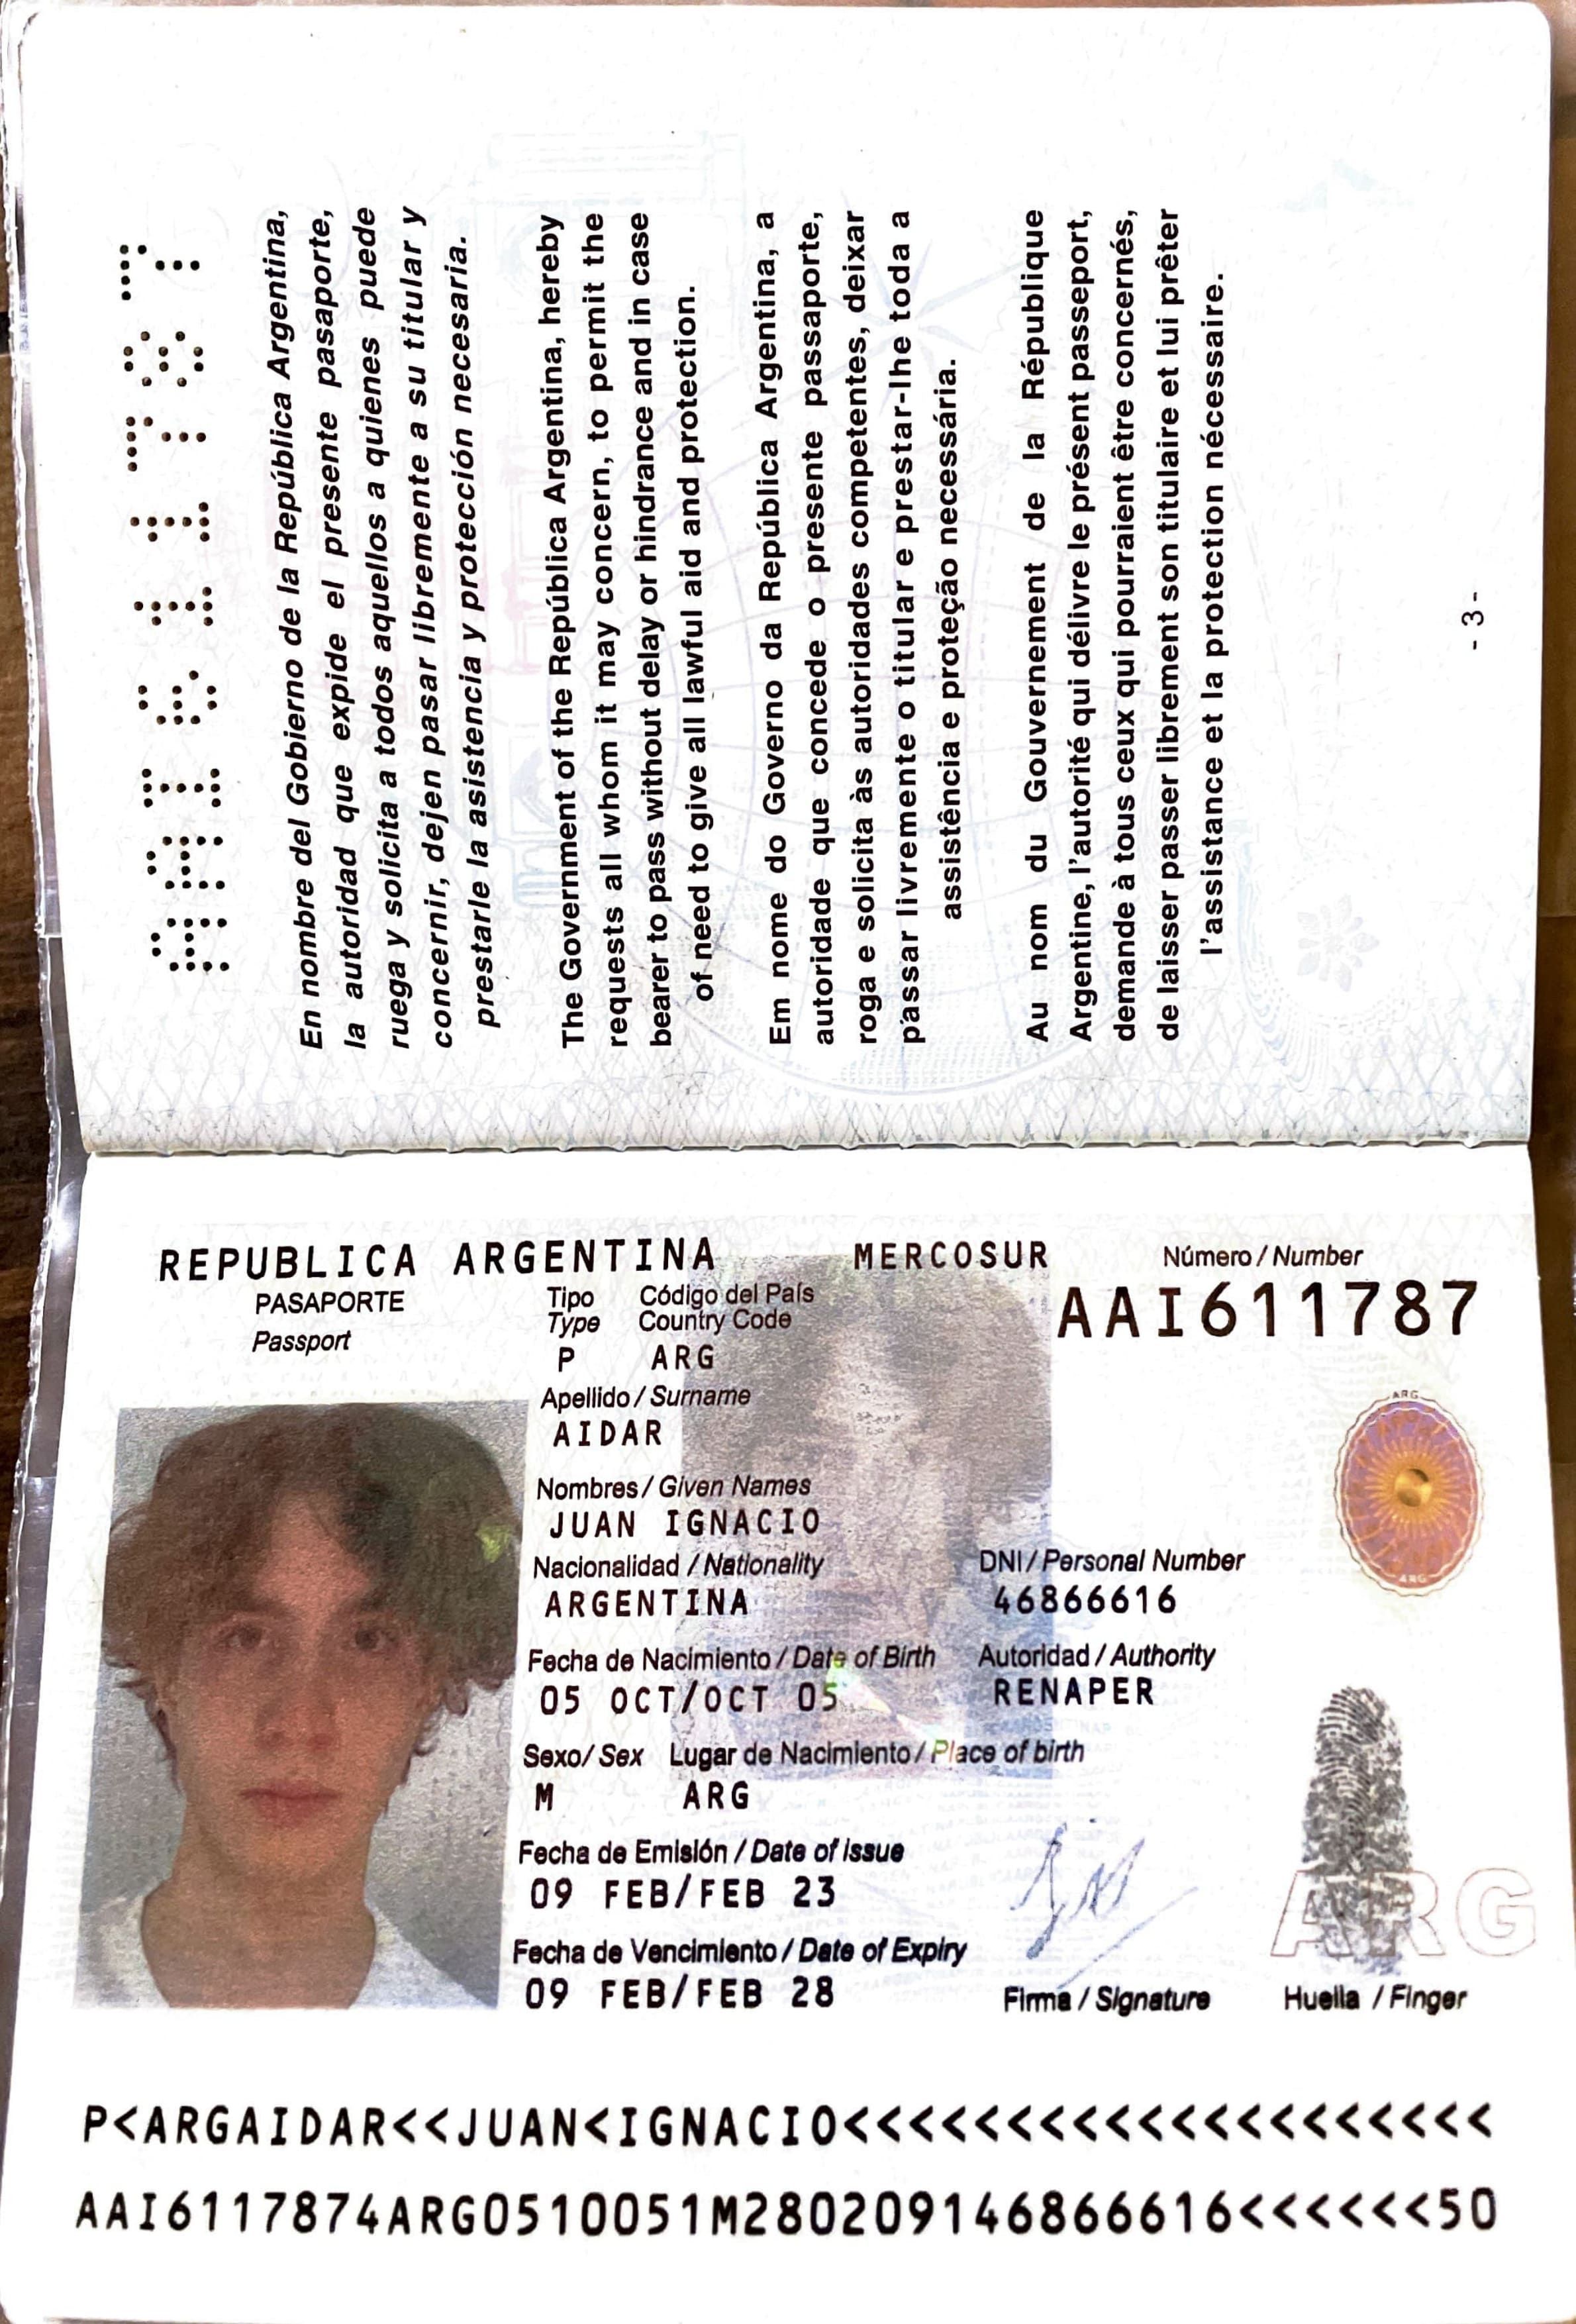 AAI611787
En nombre del Gobierno de la República Argentina,
la autoridad que expide el presente pasaporte,
ruega y solicita a todos aquellos a quienes puede
concernir, dejen pasar libremente a su titular y
prestarle la asistencia y protección necesaria.
The Government of the República Argentina, hereby
requests all whom it may concern, to permit the
bearer to pass without delay or hindrance and in case
of need to give all lawful aid and protection.
Em nome do Governo da República Argentina, a
autoridade que concede o presente passaporte,
roga e solicita às autoridades competentes, deixar
passar livremente o titular e prestar-lhe toda a
assistência e proteção necessária.
Au nom du Gouvernement de la République
Argentine, l'autorité qui délivre le présent passeport,
demande à tous ceux qui pourraient être concernés,
de laisser passer librement son titulaire et lui prêter
l'assistance et la protection nécessaire.
- 3 -
REPUBLICA ARGENTINA MERCOSUR Número / Number
PASAPORTE Tipo Código del País AAI611787
Passport Type Country Code
P ARG
Apellido / Surname
AIDAR
Nombres / Given Names
JUAN IGNACIO
Nacionalidad / Nationality DNI / Personal Number
ARGENTINA 46866616
Fecha de Nacimiento / Date of Birth Autoridad / Authority
05 OCT/OCT 05 RENAPER
Sexo / Sex Lugar de Nacimiento / Place of birth
M ARG
Fecha de Emisión / Date of issue
09 FEB/FEB 23
ARG
Fecha de Vencimiento / Date of Expiry
09 FEB/FEB 28
Firma / Signature Huella / Finger
P<ARGAIDAR<<JUAN<IGNACIO<<<<<<<<<<<<<<<<<<<<
AAI6117874ARG0510051M280209146866616<<<<<<50